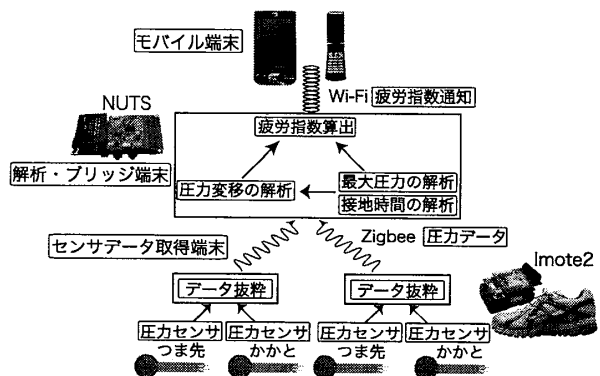 モバイル端末
Wi-Fi 疲労指数通知
NUTS
疲労指数算出
解析・ブリッジ端末
圧力変移の解析
最大圧力の解析
接地時間の解析
センサデータ取得端末
Zigbee 圧力データ
Imote2
データ抜粋
データ抜粋
圧力センサ 圧力センサ 圧力センサ 圧力センサ
つま先 かかと つま先 かかと